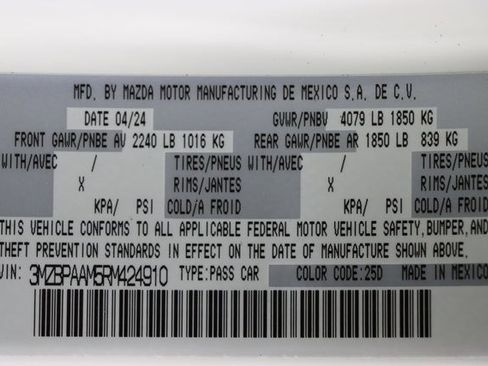 MFD. BY MAZDA MOTOR MANUFACTURING DE MEXICO S.A. DE C.V.
DATE 04/24 GVWR/PNBV 4079 LB 1850 KG
FRONT GAWR/PNBE AV 2240 LB 1016 KG REAR GAWR/PNBE AR 1850 LB 839 KG
WITH/AVEC / TIRES/PNEUS WITH/AVEC / TIRES/PNEUS
X RIMS/JANTES X RIMS/JANTES
KPA/ PSI COLD/A FROID KPA/ PSI COLD/A FROID
THIS VEHICLE CONFORMS TO ALL APPLICABLE FEDERAL MOTOR VEHICLE SAFETY, BUMPER, AND
THEFT PREVENTION STANDARDS IN EFFECT ON THE DATE OF MANUFACTURE SHOWN ABOVE.
VIN: 3MZBPAAM5RM424910 TYPE:PASS CAR COLOR CODE:25D MADE IN MEXICO